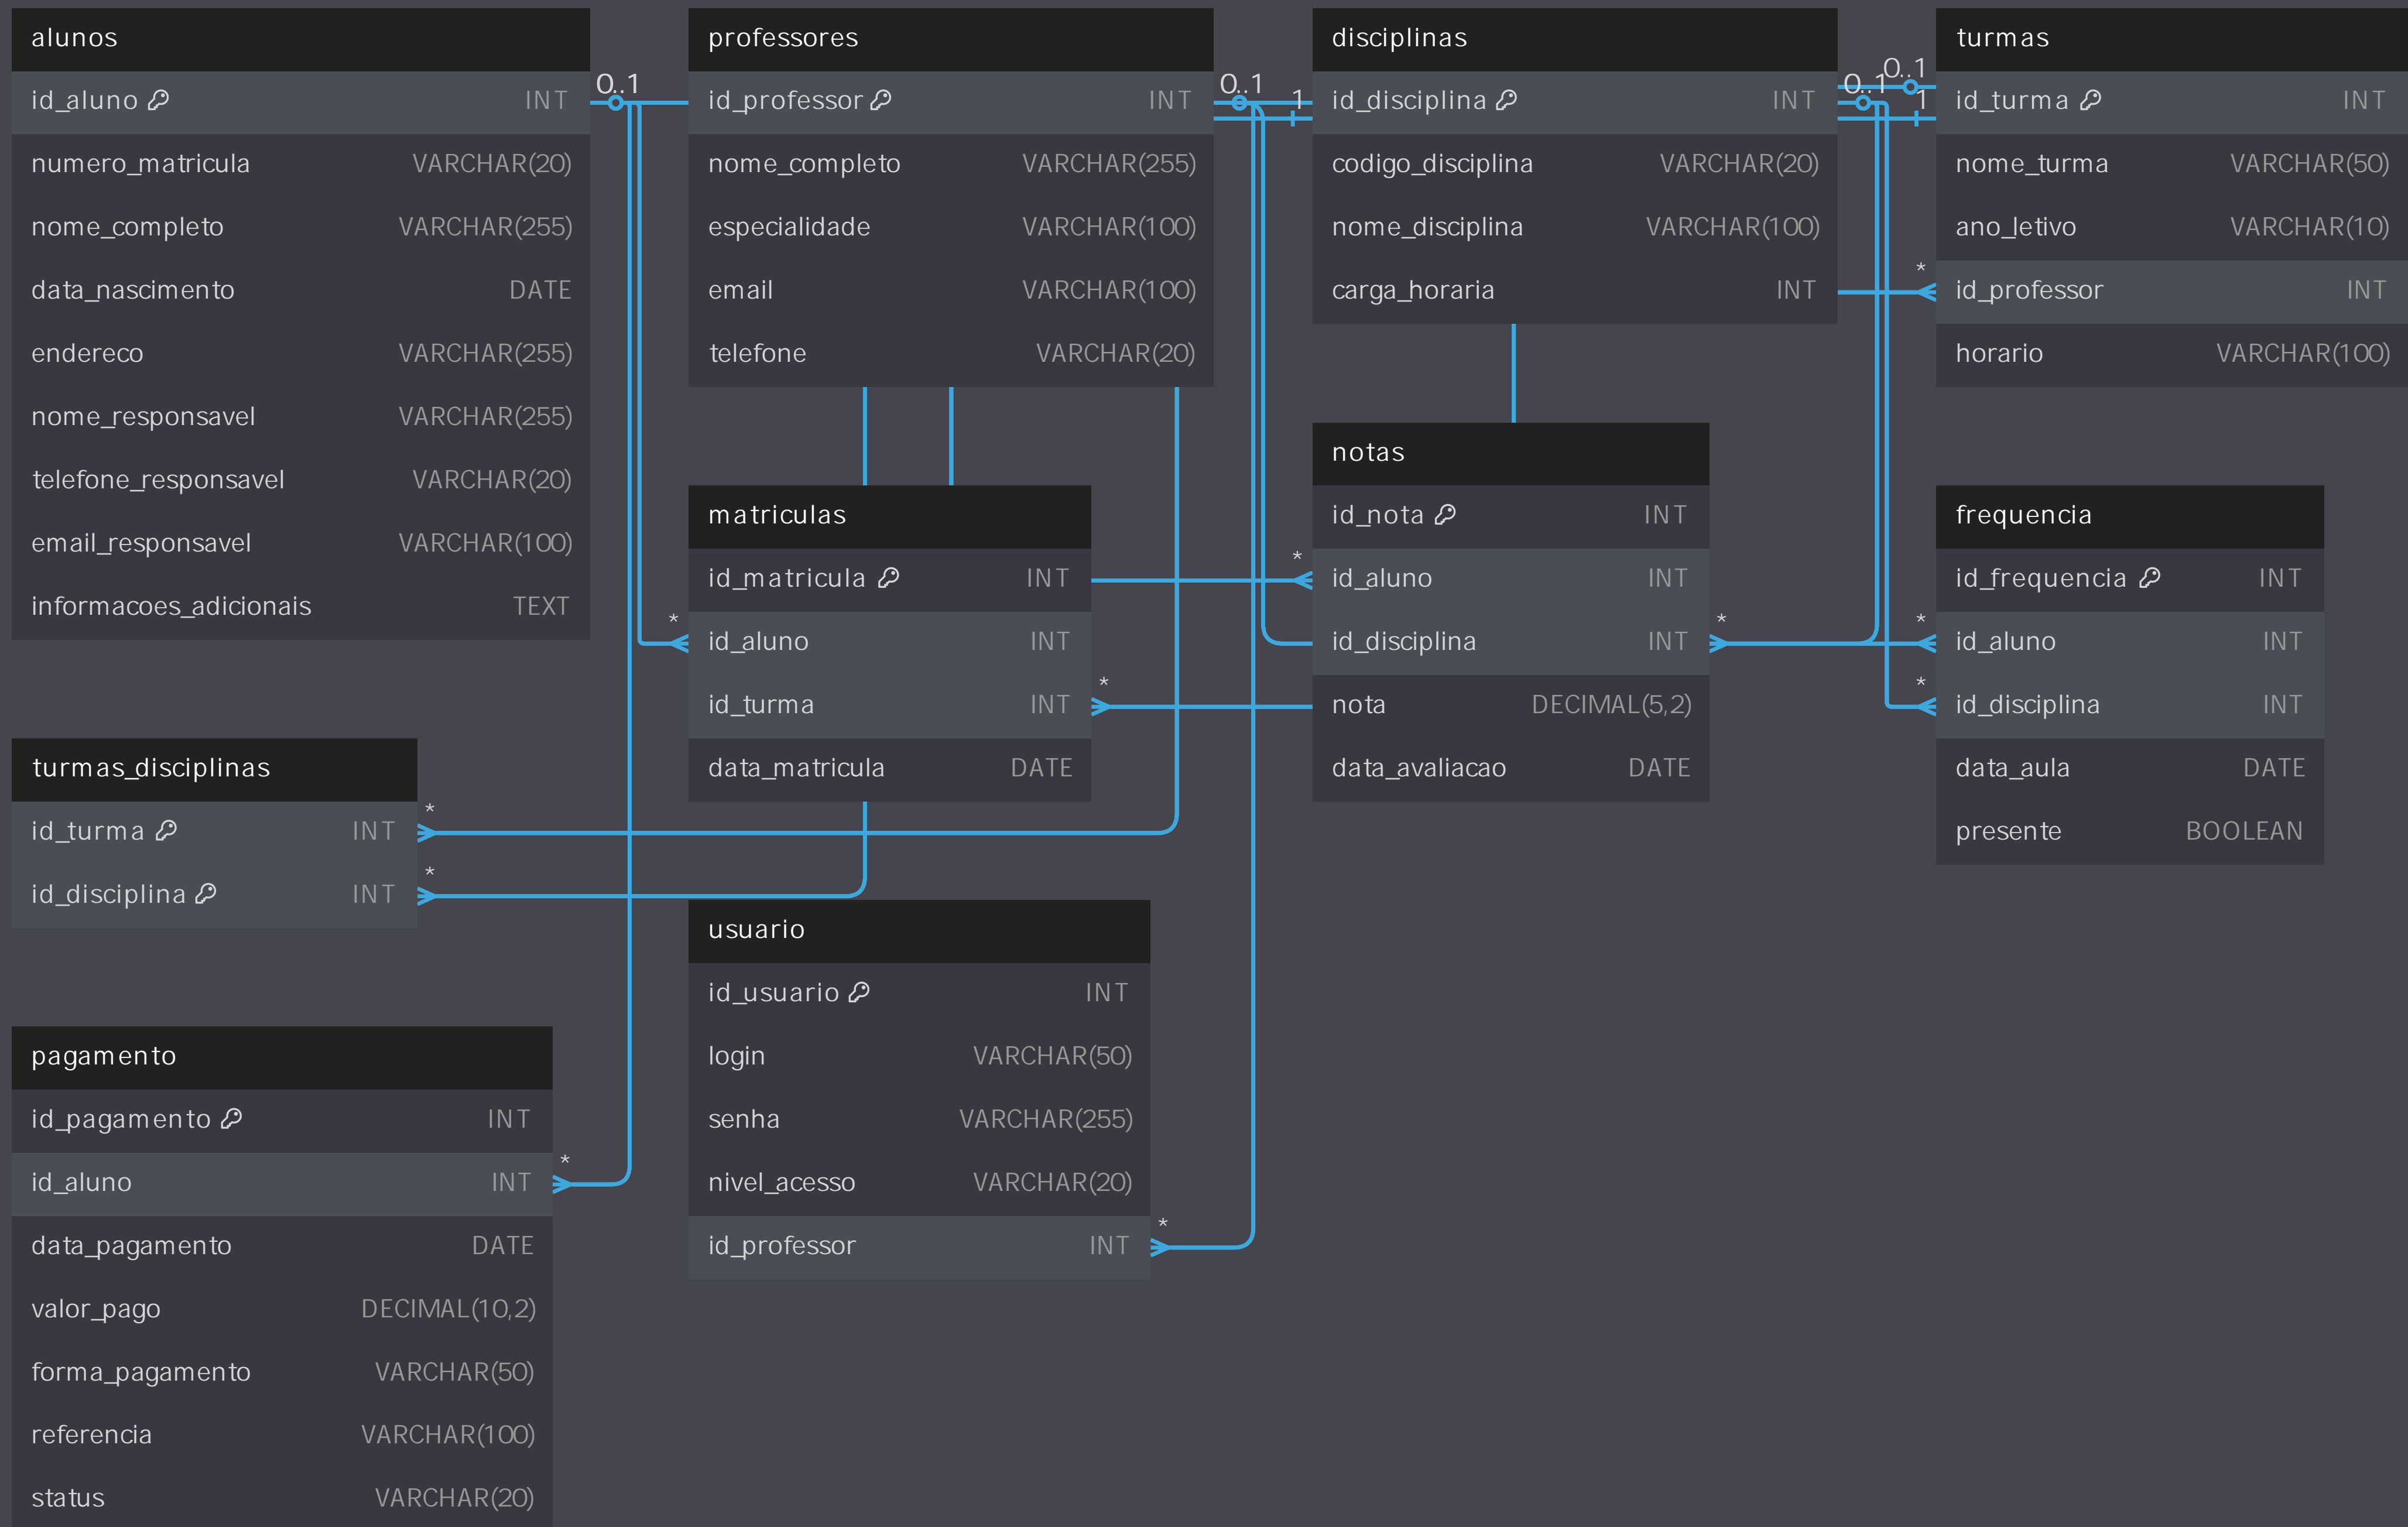 alunos
id_aluno INT
numero_matricula VARCHAR(20)
nome_completo VARCHAR(255)
data_nascimento DATE
endereco VARCHAR(255)
nome_responsavel VARCHAR(255)
telefone_responsavel VARCHAR(20)
email_responsavel VARCHAR(100)
informacoes_adicionais TEXT
0..1
professores
id_professor INT
nome_completo VARCHAR(255)
especialidade VARCHAR(100)
email VARCHAR(100)
telefone VARCHAR(20)
0..1
1
disciplinas
id_disciplina INT
codigo_disciplina VARCHAR(20)
nome_disciplina VARCHAR(100)
carga_horaria INT
0..1
0..1
1
*
turmas
id_turma INT
nome_turma VARCHAR(50)
ano_letivo VARCHAR(10)
id_professor INT
horario VARCHAR(100)
*
matriculas
id_matricula INT
id_aluno INT
id_turma INT
data_matricula DATE
*
*
notas
id_nota INT
id_aluno INT
id_disciplina INT
nota DECIMAL(5,2)
data_avaliacao DATE
*
*
*
frequencia
id_frequencia INT
id_aluno INT
id_disciplina INT
data_aula DATE
presente BOOLEAN
turmas_disciplinas
id_turma INT
id_disciplina INT
*
*
usuario
id_usuario INT
login VARCHAR(50)
senha VARCHAR(255)
nivel_acesso VARCHAR(20)
id_professor INT
*
pagamento
id_pagamento INT
id_aluno INT
data_pagamento DATE
valor_pago DECIMAL(10,2)
forma_pagamento VARCHAR(50)
referencia VARCHAR(100)
status VARCHAR(20)
*